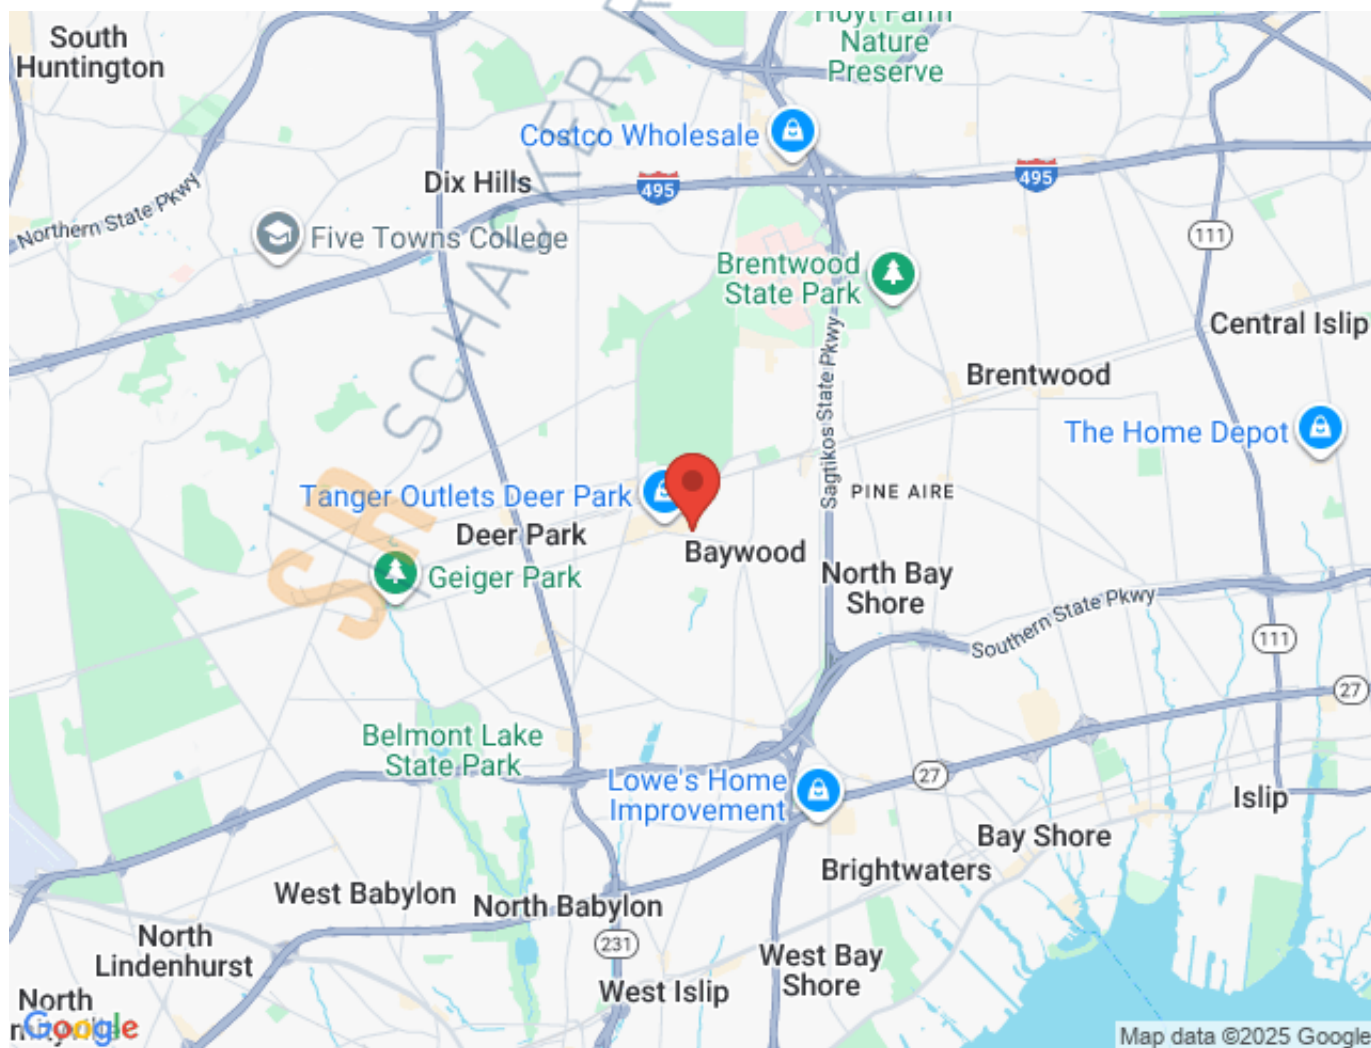 Hoyt Farm
Nature
Preserve
South
Huntington
Costco Wholesale
Dix Hills
495
495
Northern State Pkwy
Five Towns College
111
Brentwood
State Park
Central Islip
Sagtikos State Pkwy
Brentwood
The Home Depot
Tanger Outlets Deer Park
PINE AIRE
Deer Park
Baywood
Geiger Park
North Bay
Shore
Southern State Pkwy
111
27
Belmont Lake
State Park
27
Lowe's Home
Improvement
Islip
Bay Shore
Brightwaters
West Babylon
North Babylon
North
Lindenhurst
231
West Bay
Shore
West Islip
North
Google
Map data ©2025 Google
SH
SCHACKER